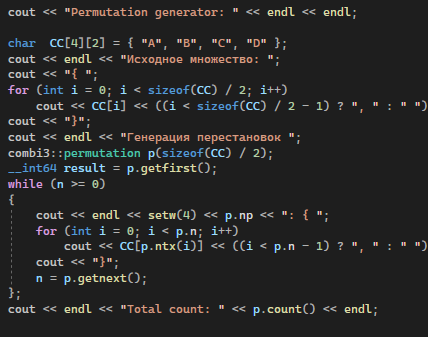 cout << "Permutation generator: " << endl << endl;
char CC[4][2] = { "A", "B", "C", "D" };
cout << endl << "Исходное множество: ";
cout << "{ ";
for (int i = 0; i < sizeof(CC) / 2; i++)
cout << CC[i] << ((i < sizeof(CC) / 2 - 1) ? ", " : " ")
cout << "}";
cout << endl << "Генерация перестановок ";
combi3::permutation p(sizeof(CC) / 2);
__int64 result = p.getfirst();
while (n >= 0)
{
cout << endl << setw(4) << p.np << ": { ";
for (int i = 0; i < p.n; i++)
cout << CC[p.ntx(i)] << ((i < p.n - 1) ? ", " : " ")
cout << "}";
n = p.getnext();
};
cout << endl << "Total count: " << p.count() << endl;